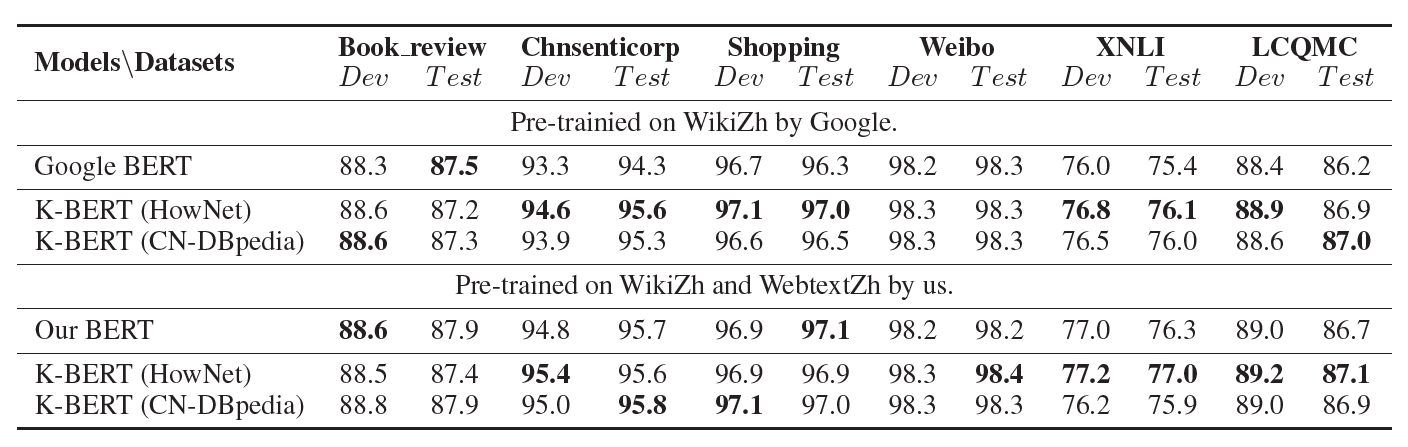 Models\Datasets Book_review Chnsenticorp Shopping Weibo XNLI LCQMC
Dev Test Dev Test Dev Test Dev Test Dev Test Dev Test
Pre-trainied on WikiZh by Google.
Google BERT 88.3 87.5 93.3 94.3 96.7 96.3 98.2 98.3 76.0 75.4 88.4 86.2
K-BERT (HowNet) 88.6 87.2 94.6 95.6 97.1 97.0 98.3 98.3 76.8 76.1 88.9 86.9
K-BERT (CN-DBpedia) 88.6 87.3 93.9 95.3 96.6 96.5 98.3 98.3 76.5 76.0 88.6 87.0
Pre-trained on WikiZh and WebtextZh by us.
Our BERT 88.6 87.9 94.8 95.7 96.9 97.1 98.2 98.2 77.0 76.3 89.0 86.7
K-BERT (HowNet) 88.5 87.4 95.4 95.6 96.9 96.9 98.3 98.4 77.2 77.0 89.2 87.1
K-BERT (CN-DBpedia) 88.8 87.9 95.0 95.8 97.1 97.0 98.3 98.3 76.2 75.9 89.0 86.9